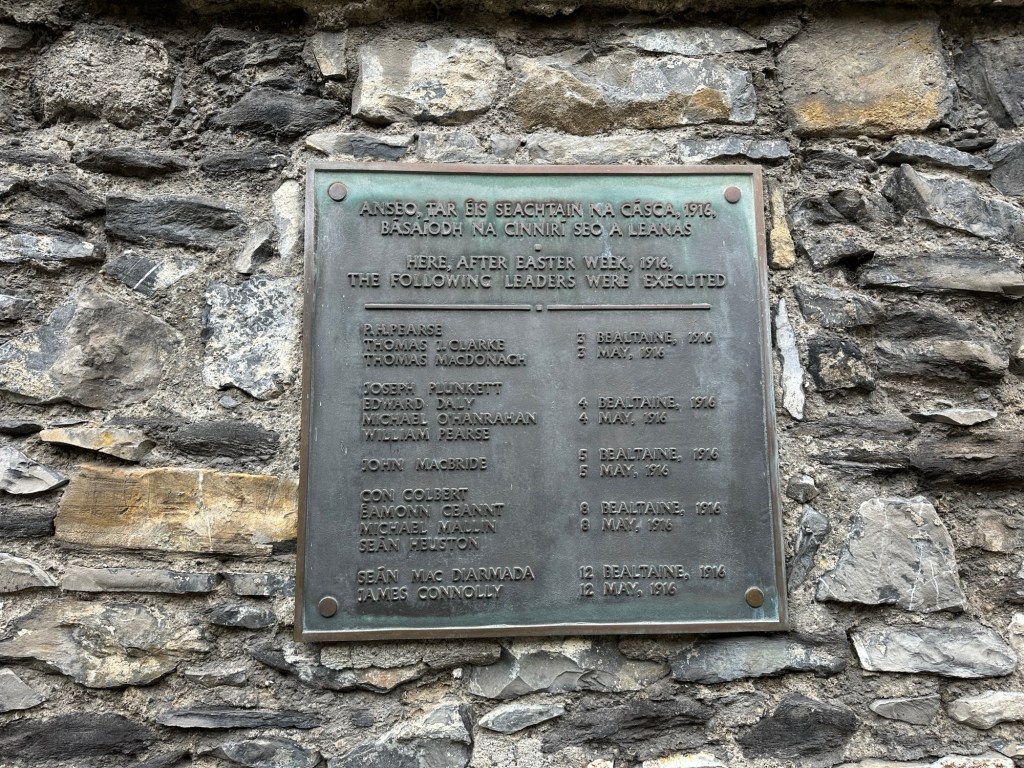 ANSEO, TAR ÉIS SEACHTAIN NA CÁSCA, 1916,
BÁSAÍODH NA CINNIRÍ SEO A LEANAS
HERE, AFTER EASTER WEEK, 1916,
THE FOLLOWING LEADERS WERE EXECUTED
P.H. PEARSE
THOMAS J. CLARKE 3 BEALTAINE, 1916
THOMAS MACDONAGH 3 MAY, 1916
JOSEPH PLUNKETT
EDWARD DALY 4 BEALTAINE, 1916
MICHAEL O'HANRAHAN 4 MAY, 1916
WILLIAM PEARSE
JOHN MACBRIDE 5 BEALTAINE, 1916
5 MAY, 1916
CON COLBERT
ÉAMONN CEANNT 8 BEALTAINE, 1916
MICHAEL MALLIN 8 MAY, 1916
SEÁN HEUSTON
SEÁN MAC DIARMADA 12 BEALTAINE, 1916
JAMES CONNOLLY 12 MAY, 1916